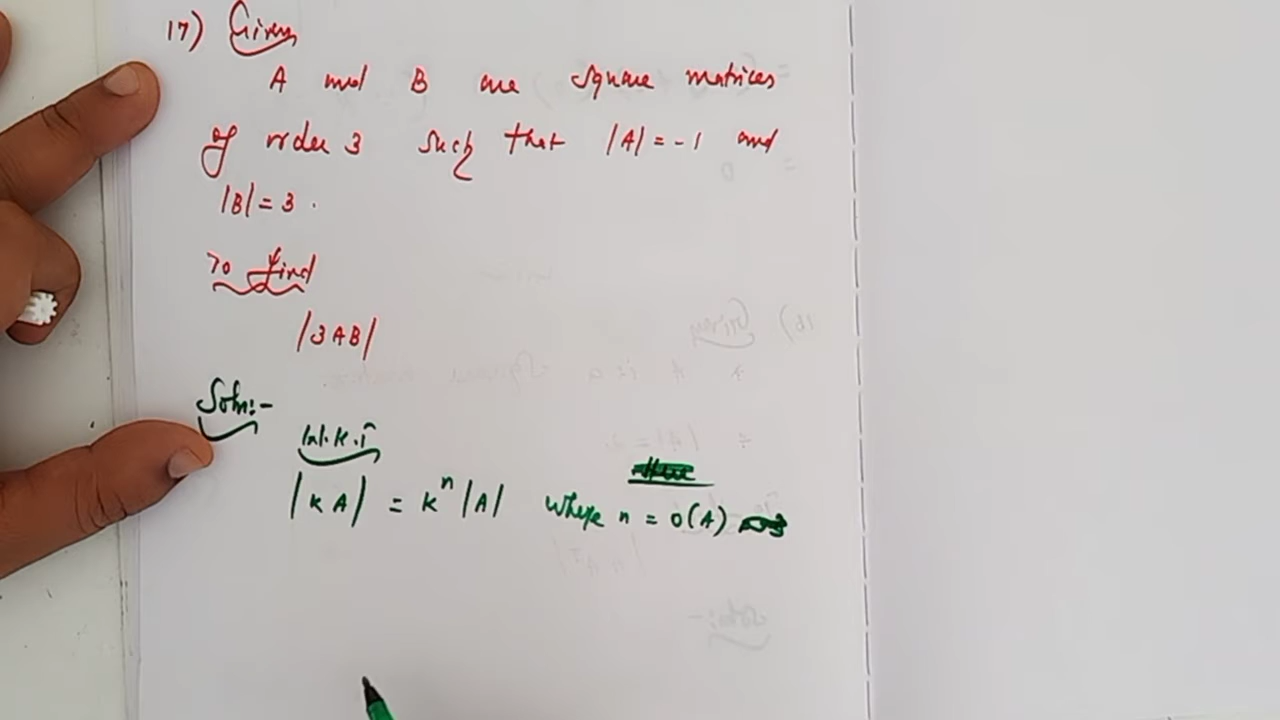 17) Given
A and B are square matrices
of order 3 such that |A| = -1 and
|B| = 3 .
To find
|3AB|
Soln:-
W.K.T
|KA| = K^n |A| where n = O(A)